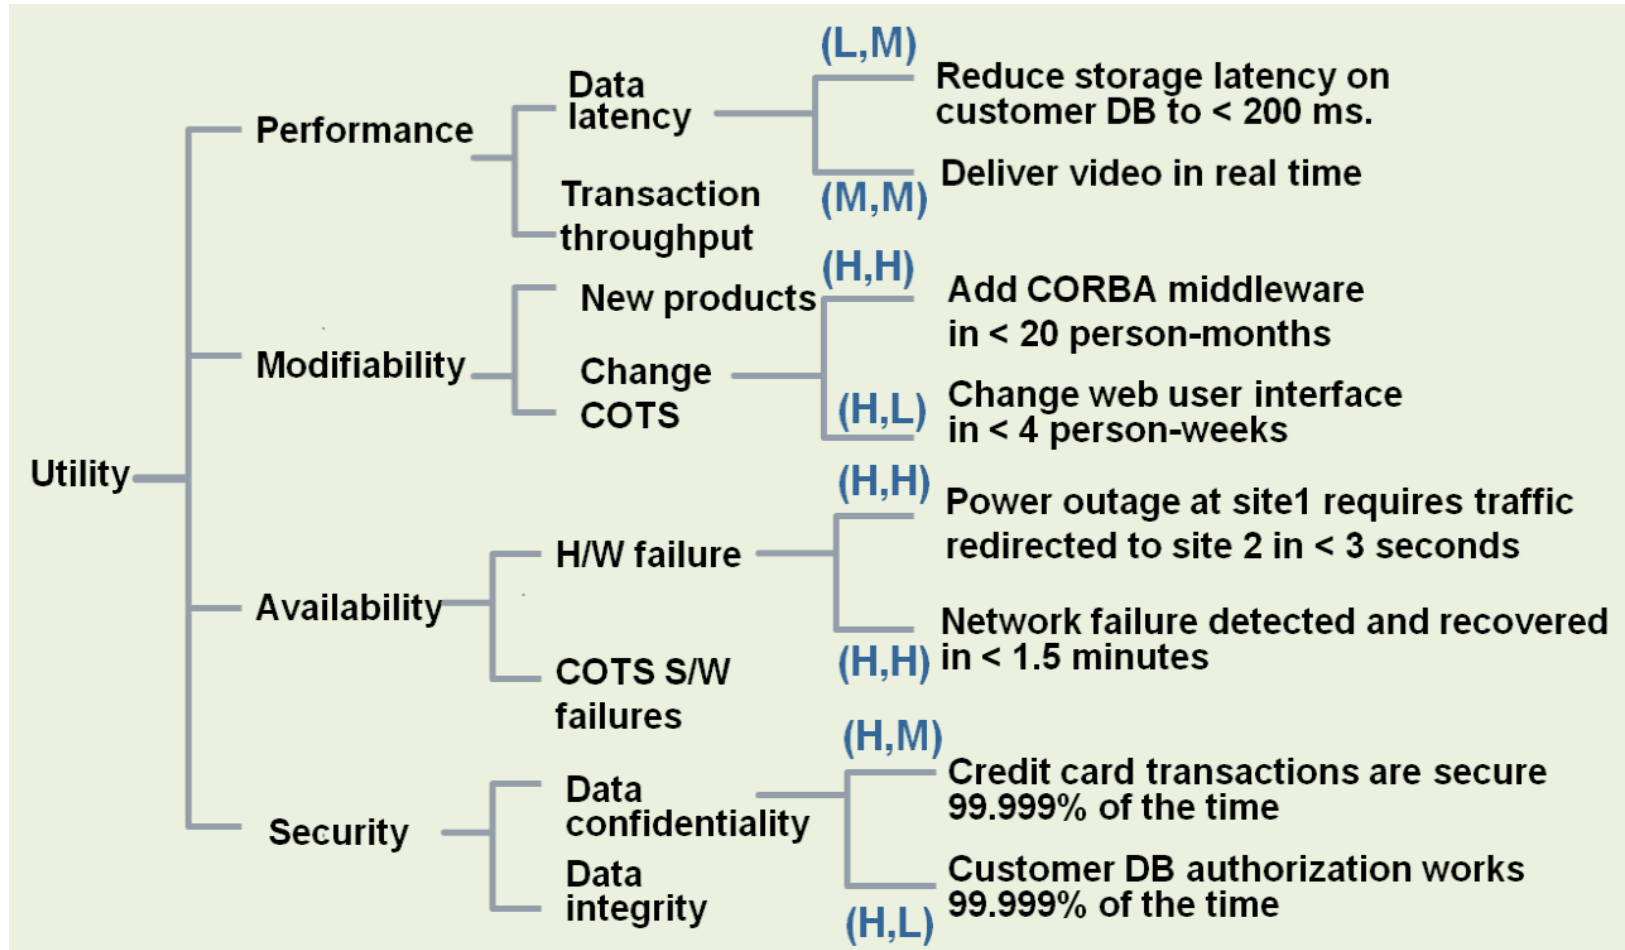 Utility
Performance
Data
latency
(L,M)
Reduce storage latency on
customer DB to < 200 ms.
(M,M)
Deliver video in real time
Transaction
throughput
Modifiability
New products
Change
COTS
(H,H)
Add CORBA middleware
in < 20 person-months
(H,L)
Change web user interface
in < 4 person-weeks
Availability
H/W failure
(H,H)
Power outage at site1 requires traffic
redirected to site 2 in < 3 seconds
(H,H)
Network failure detected and recovered
in < 1.5 minutes
COTS S/W
failures
Security
Data
confidentiality
(H,M)
Credit card transactions are secure
99.999% of the time
(H,L)
Customer DB authorization works
99.999% of the time
Data
integrity